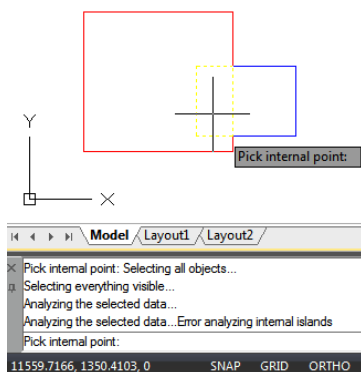 Y
Pick internal point:
X
Model Layout1 Layout2
Pick internal point: Selecting all objects...
Selecting everything visible...
Analyzing the selected data...
Analyzing the selected data...Error analyzing internal islands
Pick internal point:
11559.7166, 1350.4103, 0 SNAP GRID ORTHO